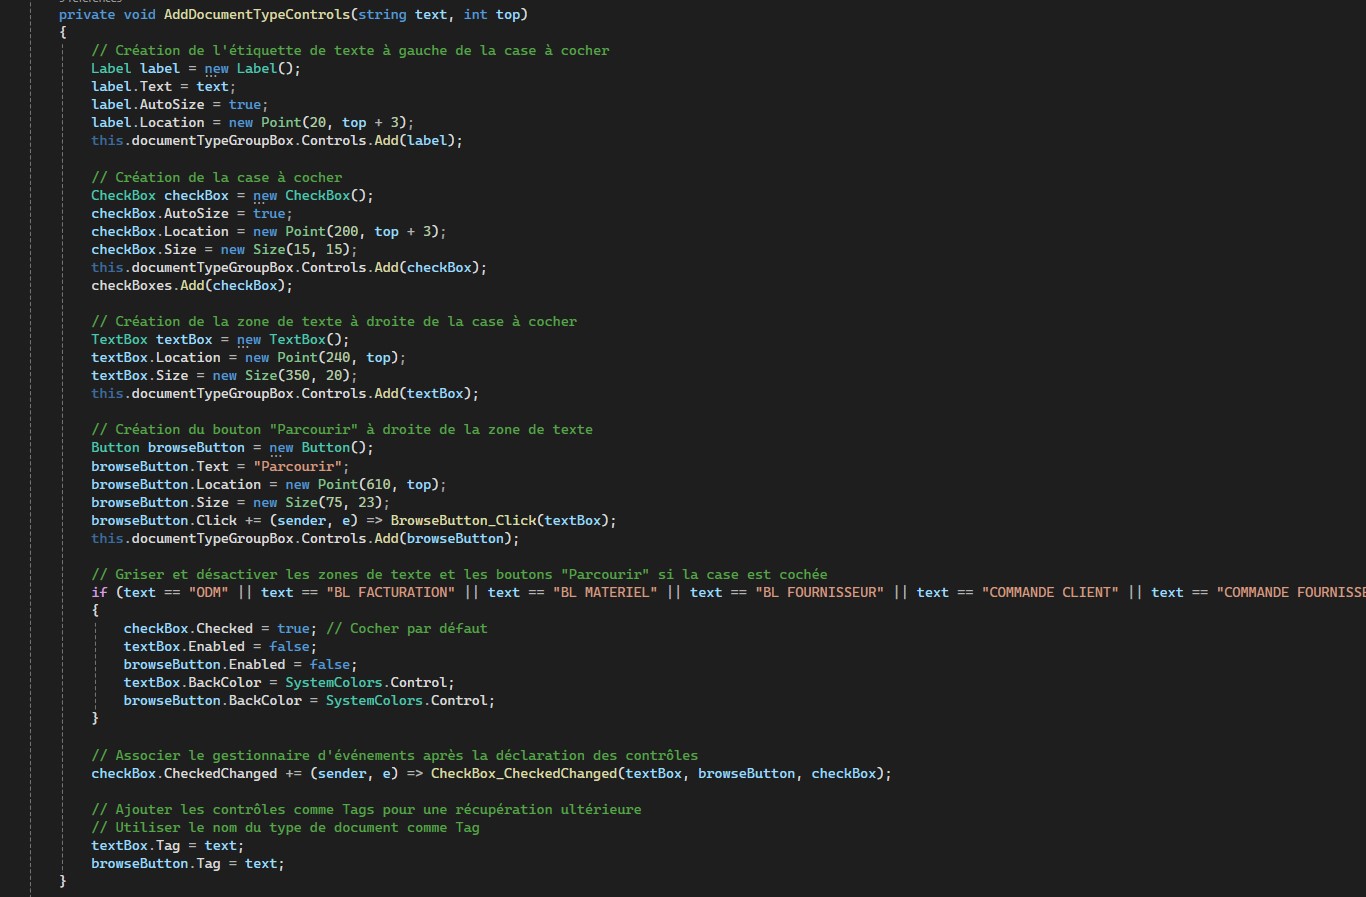 private void AddDocumentTypeControls(string text, int top)
{
// Création de l'étiquette de texte à gauche de la case à cocher
Label label = new Label();
label.Text = text;
label.AutoSize = true;
label.Location = new Point(20, top + 3);
this.documentTypeGroupBox.Controls.Add(label);
// Création de la case à cocher
CheckBox checkBox = new CheckBox();
checkBox.AutoSize = true;
checkBox.Location = new Point(200, top + 3);
checkBox.Size = new Size(15, 15);
this.documentTypeGroupBox.Controls.Add(checkBox);
checkBoxes.Add(checkBox);
// Création de la zone de texte à droite de la case à cocher
TextBox textBox = new TextBox();
textBox.Location = new Point(240, top);
textBox.Size = new Size(350, 20);
this.documentTypeGroupBox.Controls.Add(textBox);
// Création du bouton "Parcourir" à droite de la zone de texte
Button browseButton = new Button();
browseButton.Text = "Parcourir";
browseButton.Location = new Point(610, top);
browseButton.Size = new Size(75, 23);
browseButton.Click += (sender, e) => BrowseButton_Click(textBox);
this.documentTypeGroupBox.Controls.Add(browseButton);
// Griser et désactiver les zones de texte et les boutons "Parcourir" si la case est cochée
if (text == "ODM" || text == "BL FACTURATION" || text == "BL MATERIEL" || text == "BL FOURNISSEUR" || text == "COMMANDE CLIENT" || text == "COMMANDE FOURNISSE
{
checkBox.Checked = true; // Cocher par défaut
textBox.Enabled = false;
browseButton.Enabled = false;
textBox.BackColor = SystemColors.Control;
browseButton.BackColor = SystemColors.Control;
}
// Associer le gestionnaire d'événements après la déclaration des contrôles
checkBox.CheckedChanged += (sender, e) => CheckBox_CheckedChanged(textBox, browseButton, checkBox);
// Ajouter les contrôles comme Tags pour une récupération ultérieure
// Utiliser le nom du type de document comme Tag
textBox.Tag = text;
browseButton.Tag = text;
}